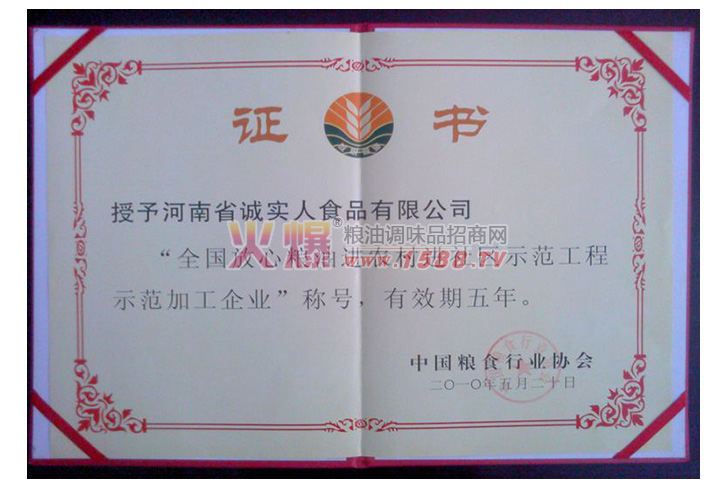 证 书
授予河南省诚实人食品有限公司
火爆® 粮油调味品招商网
www.1588.tv
“全国放心粮油进农村进社区示范工程
示范加工企业”称号，有效期五年。
中国粮食行业协会
二〇一〇年五月二十日